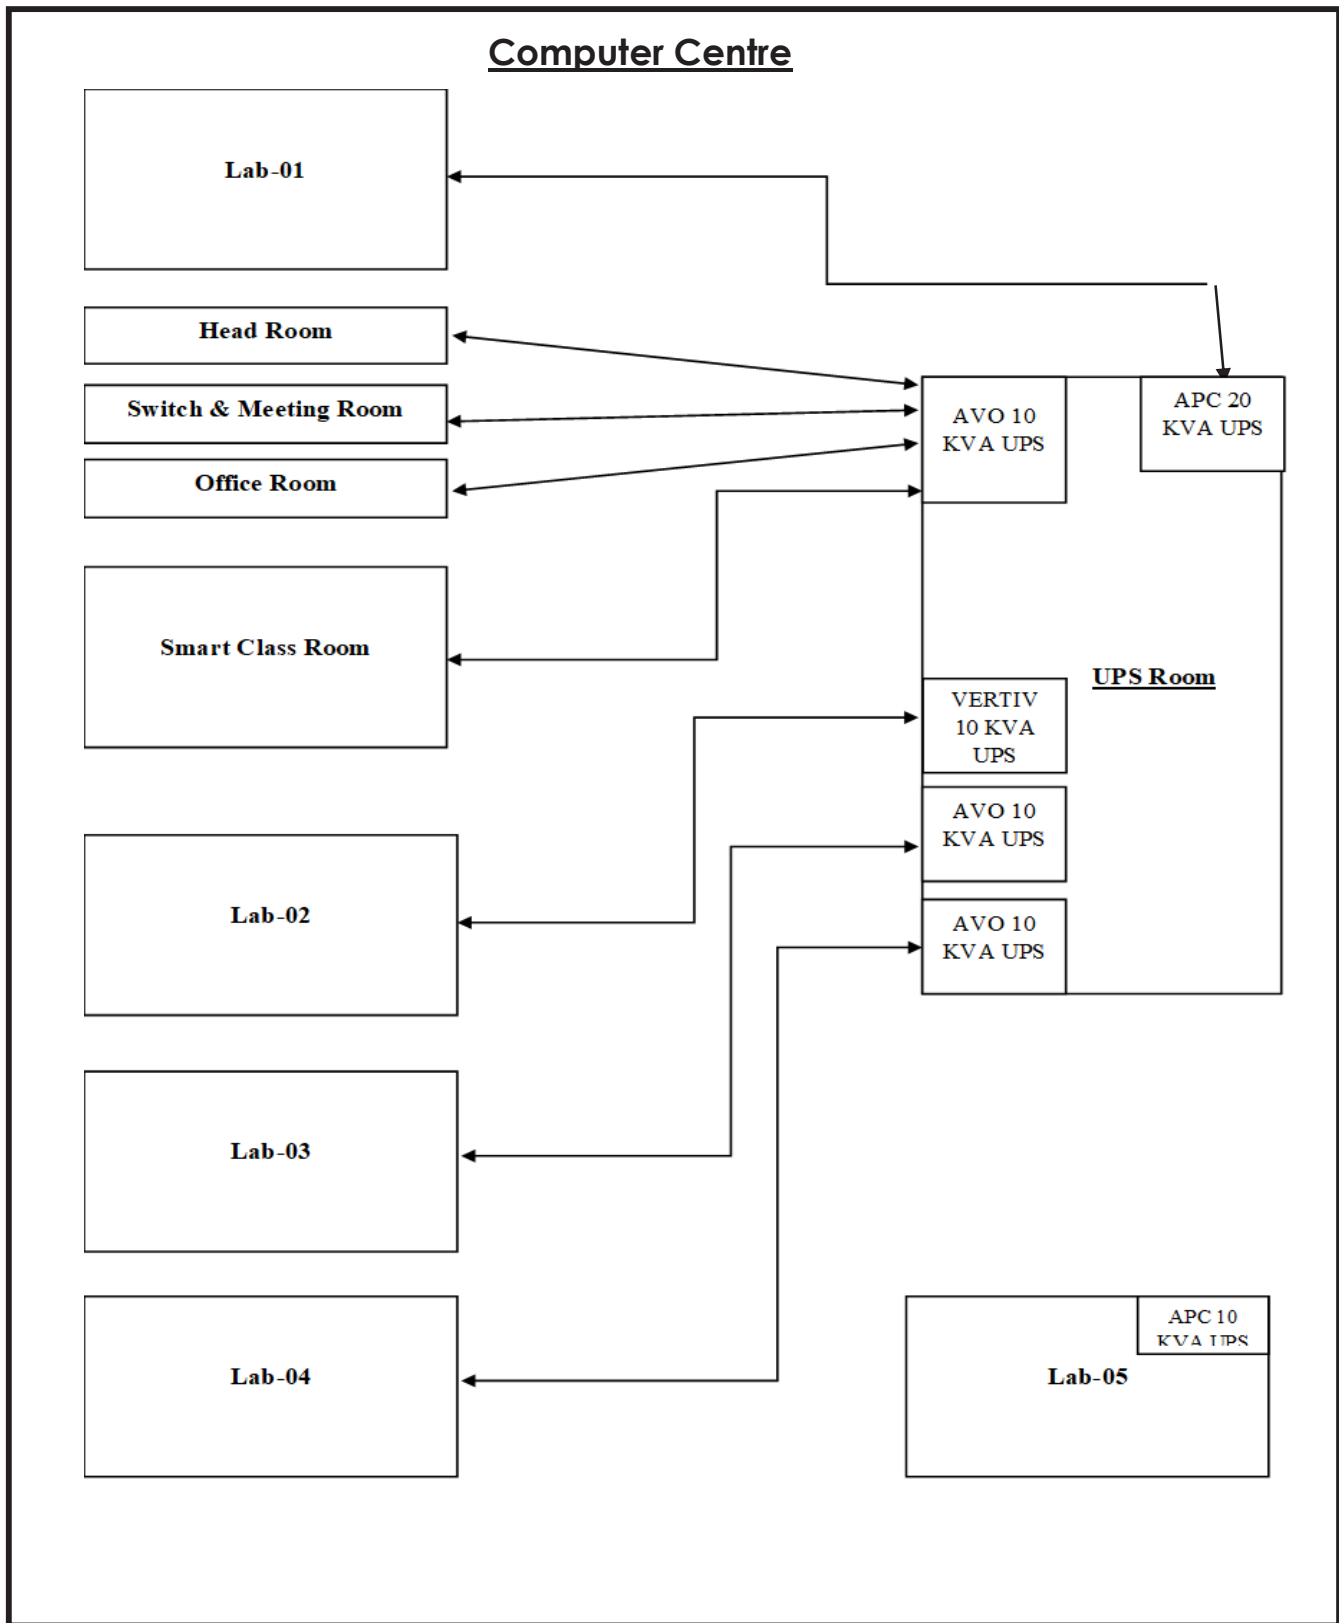 Computer Centre
Lab-01
Head Room
Switch & Meeting Room
Office Room
AVO 10
KVA UPS
APC 20
KVA UPS
Smart Class Room
UPS Room
VERTIV
10 KVA
UPS
AVO 10
KVA UPS
Lab-02
AVO 10
KVA UPS
Lab-03
Lab-04
APC 10
KVA UPS
Lab-05